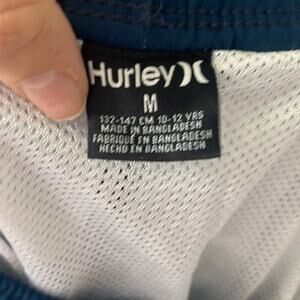 Hurley
M
132-147 CM 10-12 YRS
MADE IN BANGLADESH
FABRIQUÉ EN BANGLADESH
HECHO EN BANGLADESH